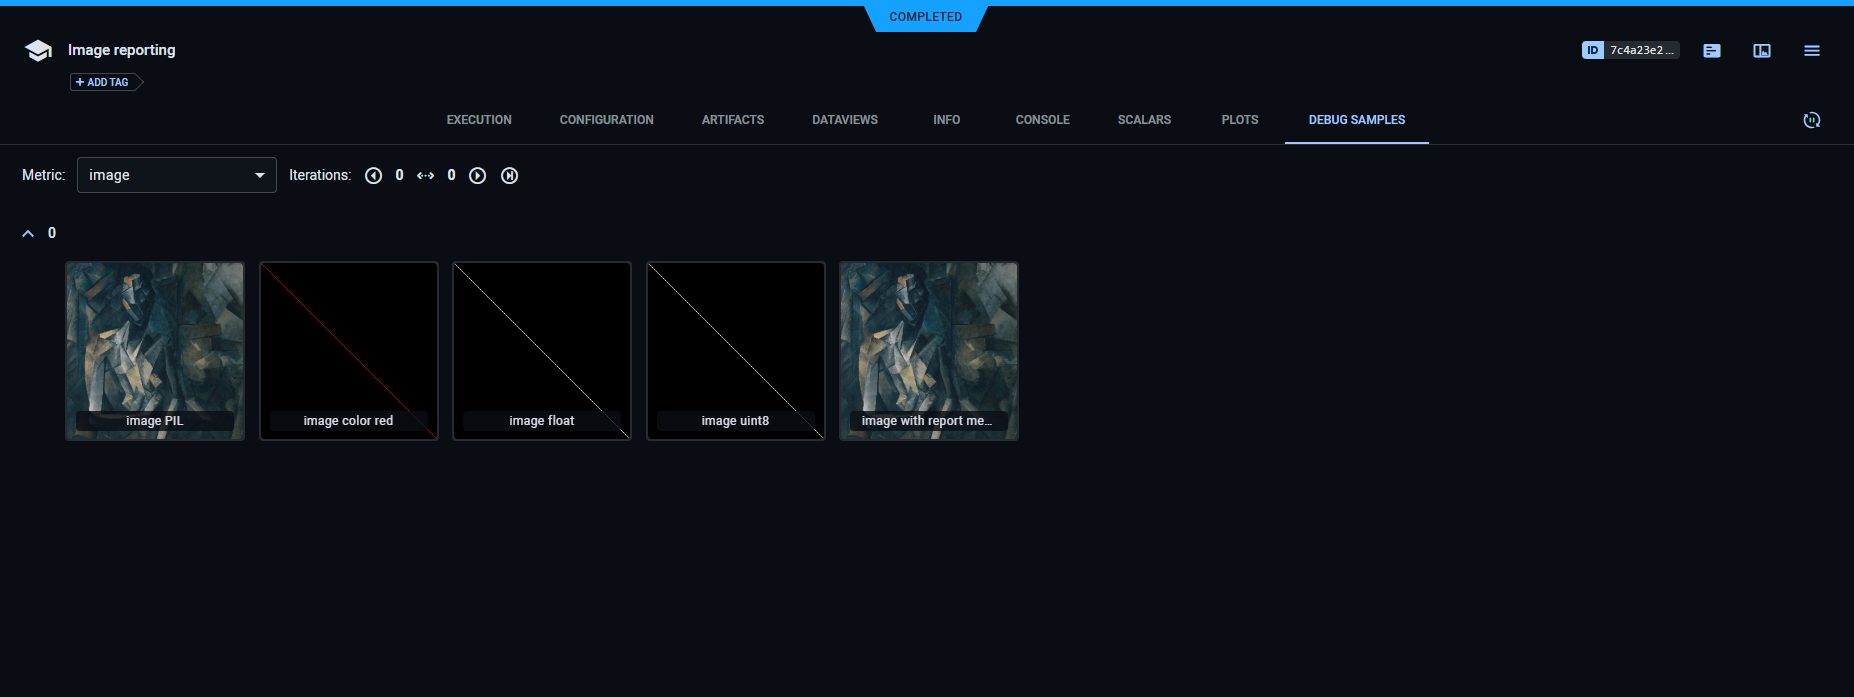 COMPLETED
Image reporting
ID 7c4a23e2...
+ ADD TAG
EXECUTION CONFIGURATION ARTIFACTS DATAVIEWS INFO CONSOLE SCALARS PLOTS DEBUG SAMPLES
Metric: image Iterations: 0 0
0
image PIL image color red image float image uint8 image with report me...